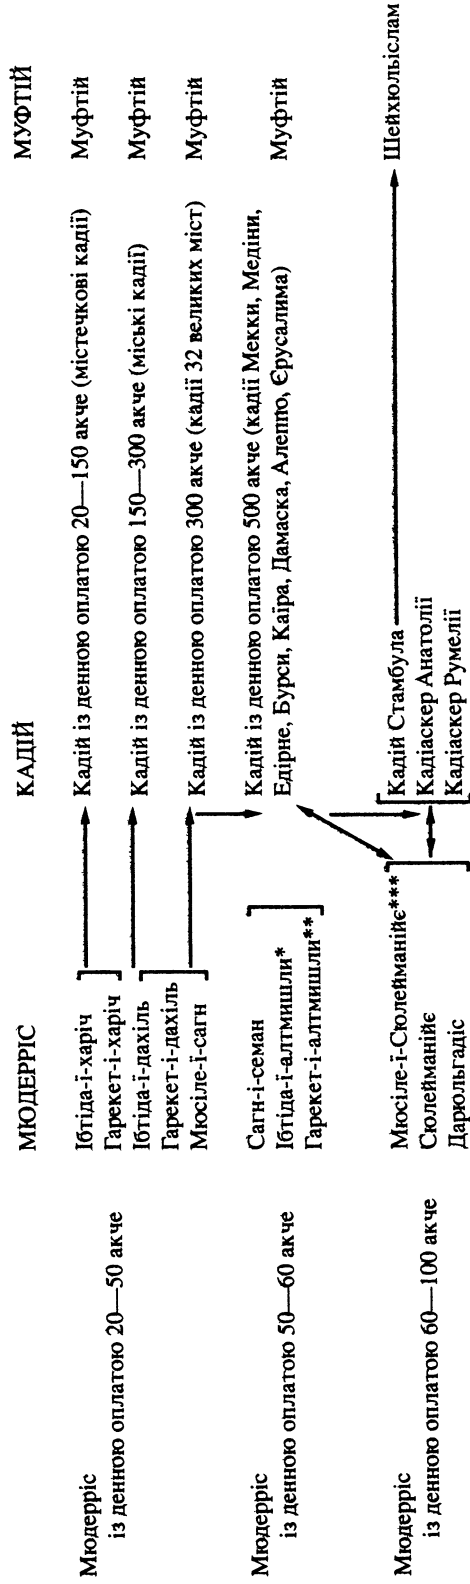 МЮДЕРРІС КАДІЙ МУФТІЙ
Мюдерріс
із денною оплатою 20—50 акче
Ібтіда-ї-харіч
Гарекет-і-харіч
Ібтіда-ї-дахіль
Гарекет-і-дахіль
Мюсіле-ї-сагн
Кадій із денною оплатою 20—150 акче (містечкові кадії)
Муфтій
Кадій із денною оплатою 150—300 акче (міські кадії)
Муфтій
Кадій із денною оплатою 300 акче (кадії 32 великих міст)
Муфтій
Мюдерріс
із денною оплатою 50—60 акче
Сагн-і-семан
Ібтіда-ї-алтмишли*
Гарекет-і-алтмишли**
Кадій із денною оплатою 500 акче (кадії Мекки, Медіни,
Едірне, Бурси, Каїра, Дамаска, Алеппо, Єрусалима)
Муфтій
Мюдерріс
із денною оплатою 60—100 акче
Мюсіле-ї-Сюлейманійє***
Сюлейманійє
Дарюльгадіс
Кадій Стамбула
Кадіаскер Анатолії
Кадіаскер Румелії
Шейхюльіслам